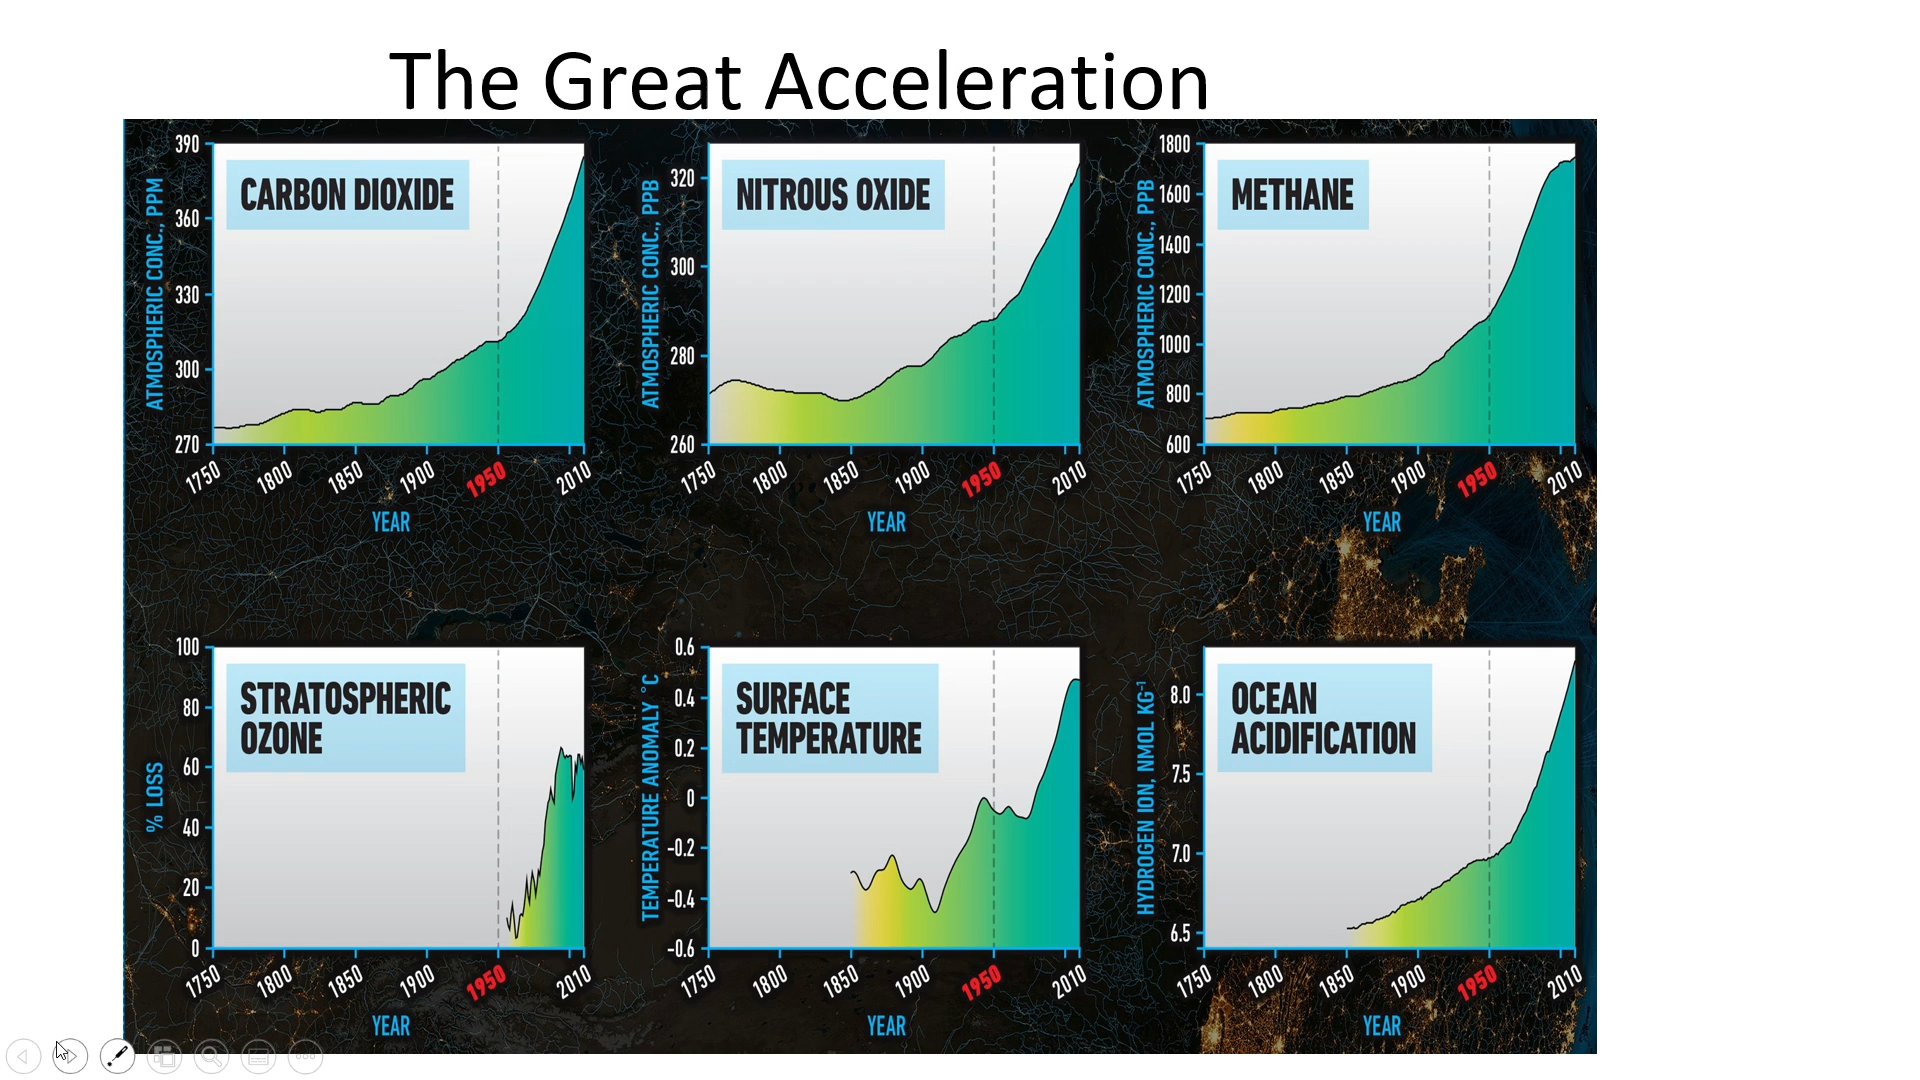 The Great Acceleration
CARBON DIOXIDE
ATMOSPHERIC CONC., PPM
390
360
330
300
270
1750 1800 1850 1900 1950 2010
YEAR
NITROUS OXIDE
ATMOSPHERIC CONC., PPB
320
300
280
260
1750 1800 1850 1900 1950 2010
YEAR
METHANE
ATMOSPHERIC CONC., PPB
1800
1600
1400
1200
1000
800
600
1750 1800 1850 1900 1950 2010
YEAR
STRATOSPHERIC
OZONE
% LOSS
100
80
60
40
20
0
1750 1800 1850 1900 1950 2010
YEAR
SURFACE
TEMPERATURE
TEMPERATURE ANOMALY °C
0.6
0.4
0.2
0
-0.2
-0.4
-0.6
1750 1800 1850 1900 1950 2010
YEAR
OCEAN
ACIDIFICATION
HYDROGEN ION, NMOL KG⁻¹
8.0
7.5
7.0
6.5
1750 1800 1850 1900 1950 2010
YEAR